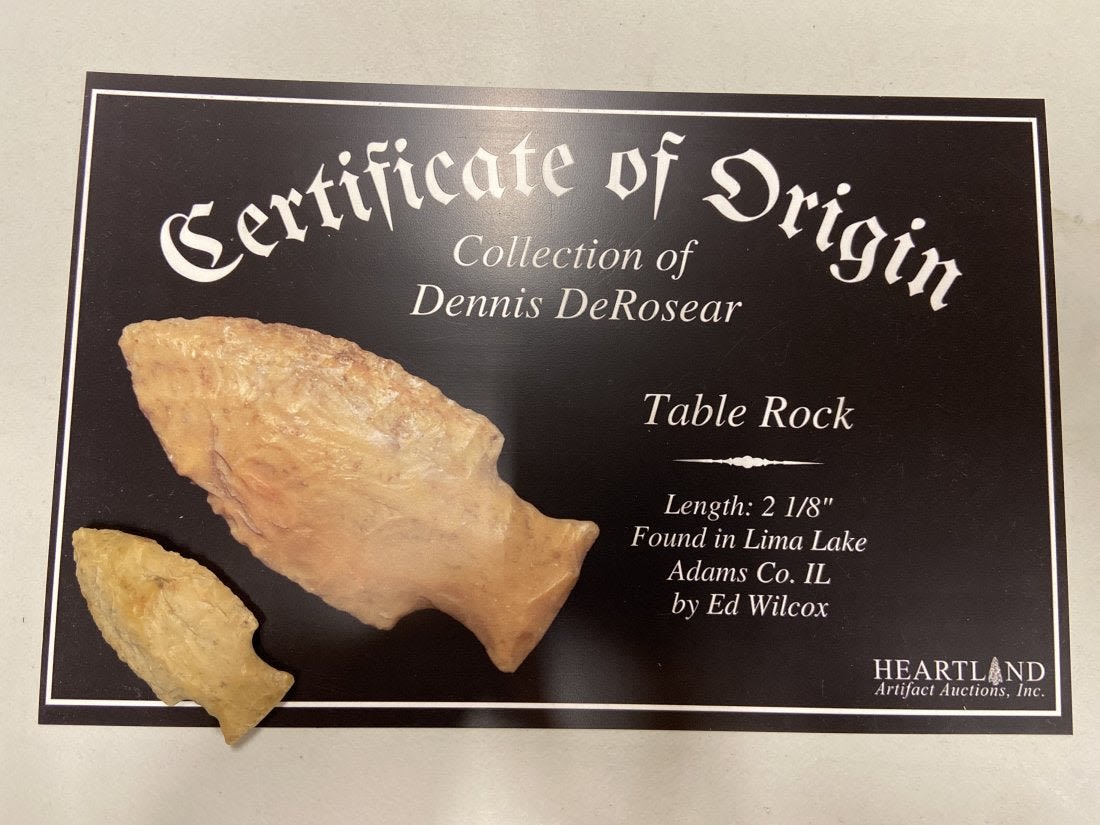 Certificate of Origin
Collection of
Dennis DeRosear
Table Rock
Length: 2 1/8"
Found in Lima Lake
Adams Co. IL
by Ed Wilcox
HEARTLAND
Artifact Auctions, Inc.